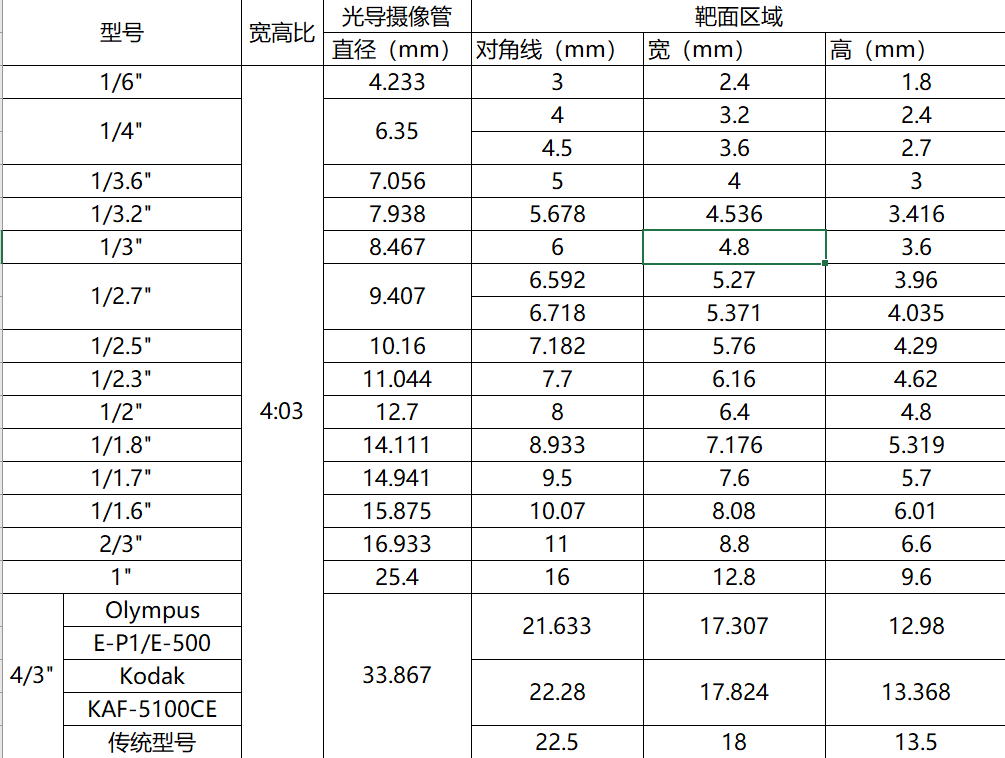 型号 宽高比 光导摄像管 靶面区域
直径（mm） 对角线（mm） 宽（mm） 高（mm）
1/6" 4:03 4.233 3 2.4 1.8
1/4" 6.35 4 3.2 2.4
4.5 3.6 2.7
1/3.6" 7.056 5 4 3
1/3.2" 7.938 5.678 4.536 3.416
1/3" 8.467 6 4.8 3.6
1/2.7" 9.407 6.592 5.27 3.96
6.718 5.371 4.035
1/2.5" 10.16 7.182 5.76 4.29
1/2.3" 11.044 7.7 6.16 4.62
1/2" 12.7 8 6.4 4.8
1/1.8" 14.111 8.933 7.176 5.319
1/1.7" 14.941 9.5 7.6 5.7
1/1.6" 15.875 10.07 8.08 6.01
2/3" 16.933 11 8.8 6.6
1" 25.4 16 12.8 9.6
4/3" Olympus 33.867 21.633 17.307 12.98
E-P1/E-500
Kodak 22.28 17.824 13.368
KAF-5100CE
传统型号 22.5 18 13.5